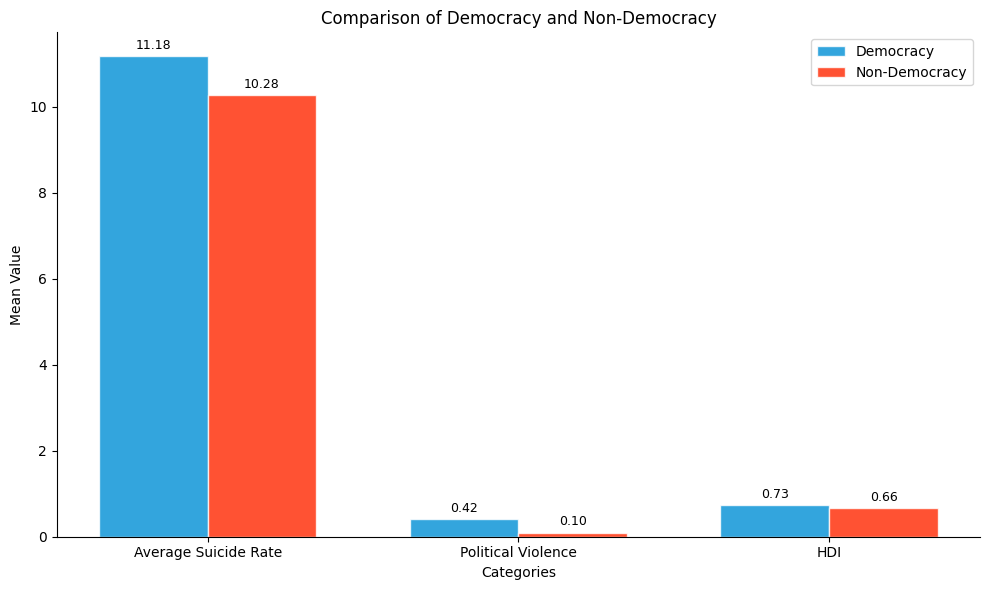 Comparison of Democracy and Non-Democracy
Democracy
Non-Democracy
Mean Value
10
8
6
4
2
0
11.18
10.28
0.42
0.10
0.73
0.66
Average Suicide Rate
Political Violence
HDI
Categories